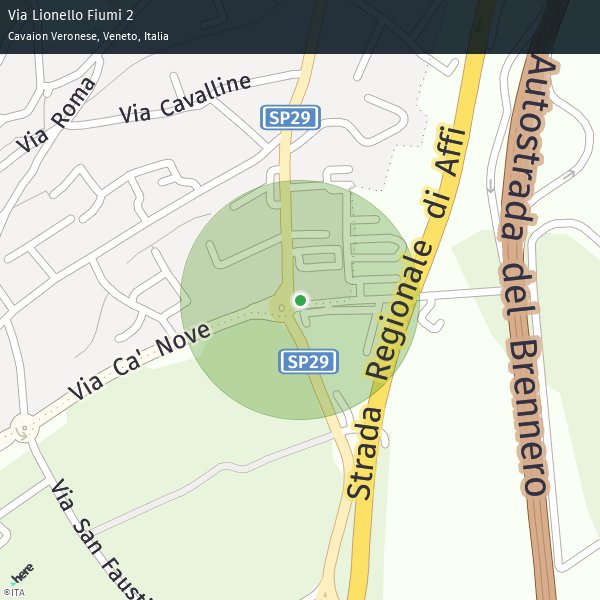 Via Lionello Fiumi 2
Cavaion Veronese, Veneto, Italia
Via Roma
Via Cavalline
SP29
Strada Regionale di Affi
Autostrada del Brennero
Via Ca' Nove
SP29
Via San Fausti
here
©ITA